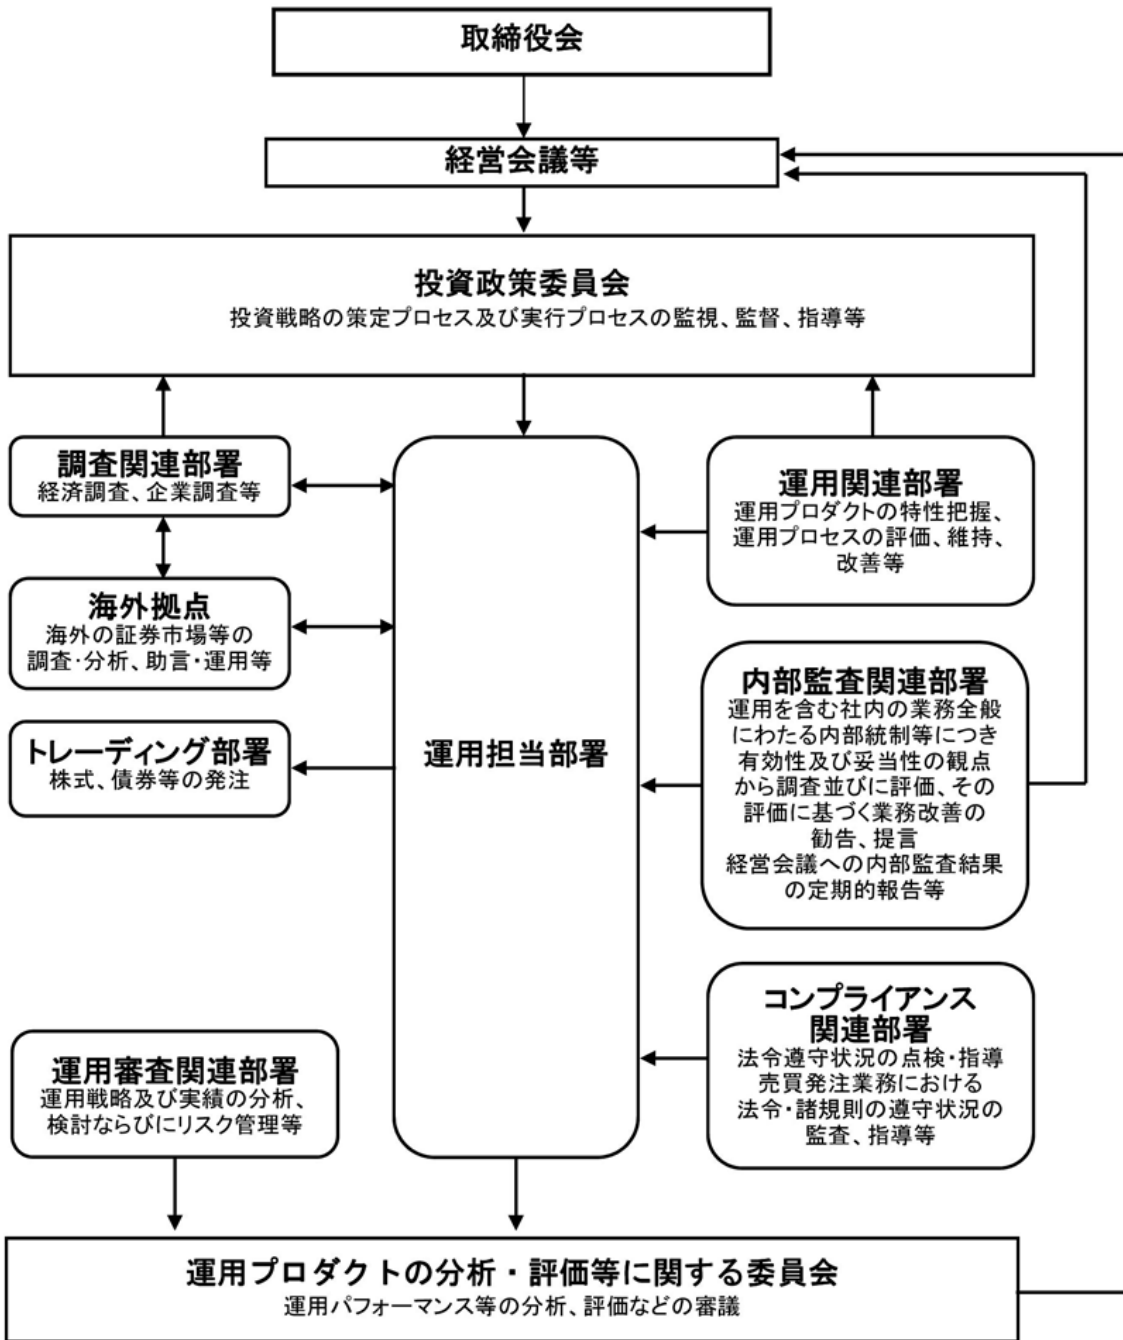 取締役会
経営会議等
投資政策委員会
投資戦略の策定プロセス及び実行プロセスの監視、監督、指導等
調査関連部署
経済調査、企業調査等
海外拠点
海外の証券市場等の
調査・分析、助言・運用等
トレーディング部署
株式、債券等の発注
運用担当部署
運用関連部署
運用プロダクトの特性把握、
運用プロセスの評価、維持、
改善等
内部監査関連部署
運用を含む社内の業務全般
にわたる内部統制等につき
有効性及び妥当性の観点
から調査並びに評価、その
評価に基づく業務改善の
勧告、提言
経営会議への内部監査結果
の定期的報告等
コンプライアンス
関連部署
法令遵守状況の点検・指導
売買発注業務における
法令・諸規則の遵守状況の
監査、指導等
運用審査関連部署
運用戦略及び実績の分析、
検討ならびにリスク管理等
運用プロダクトの分析・評価等に関する委員会
運用パフォーマンス等の分析、評価などの審議